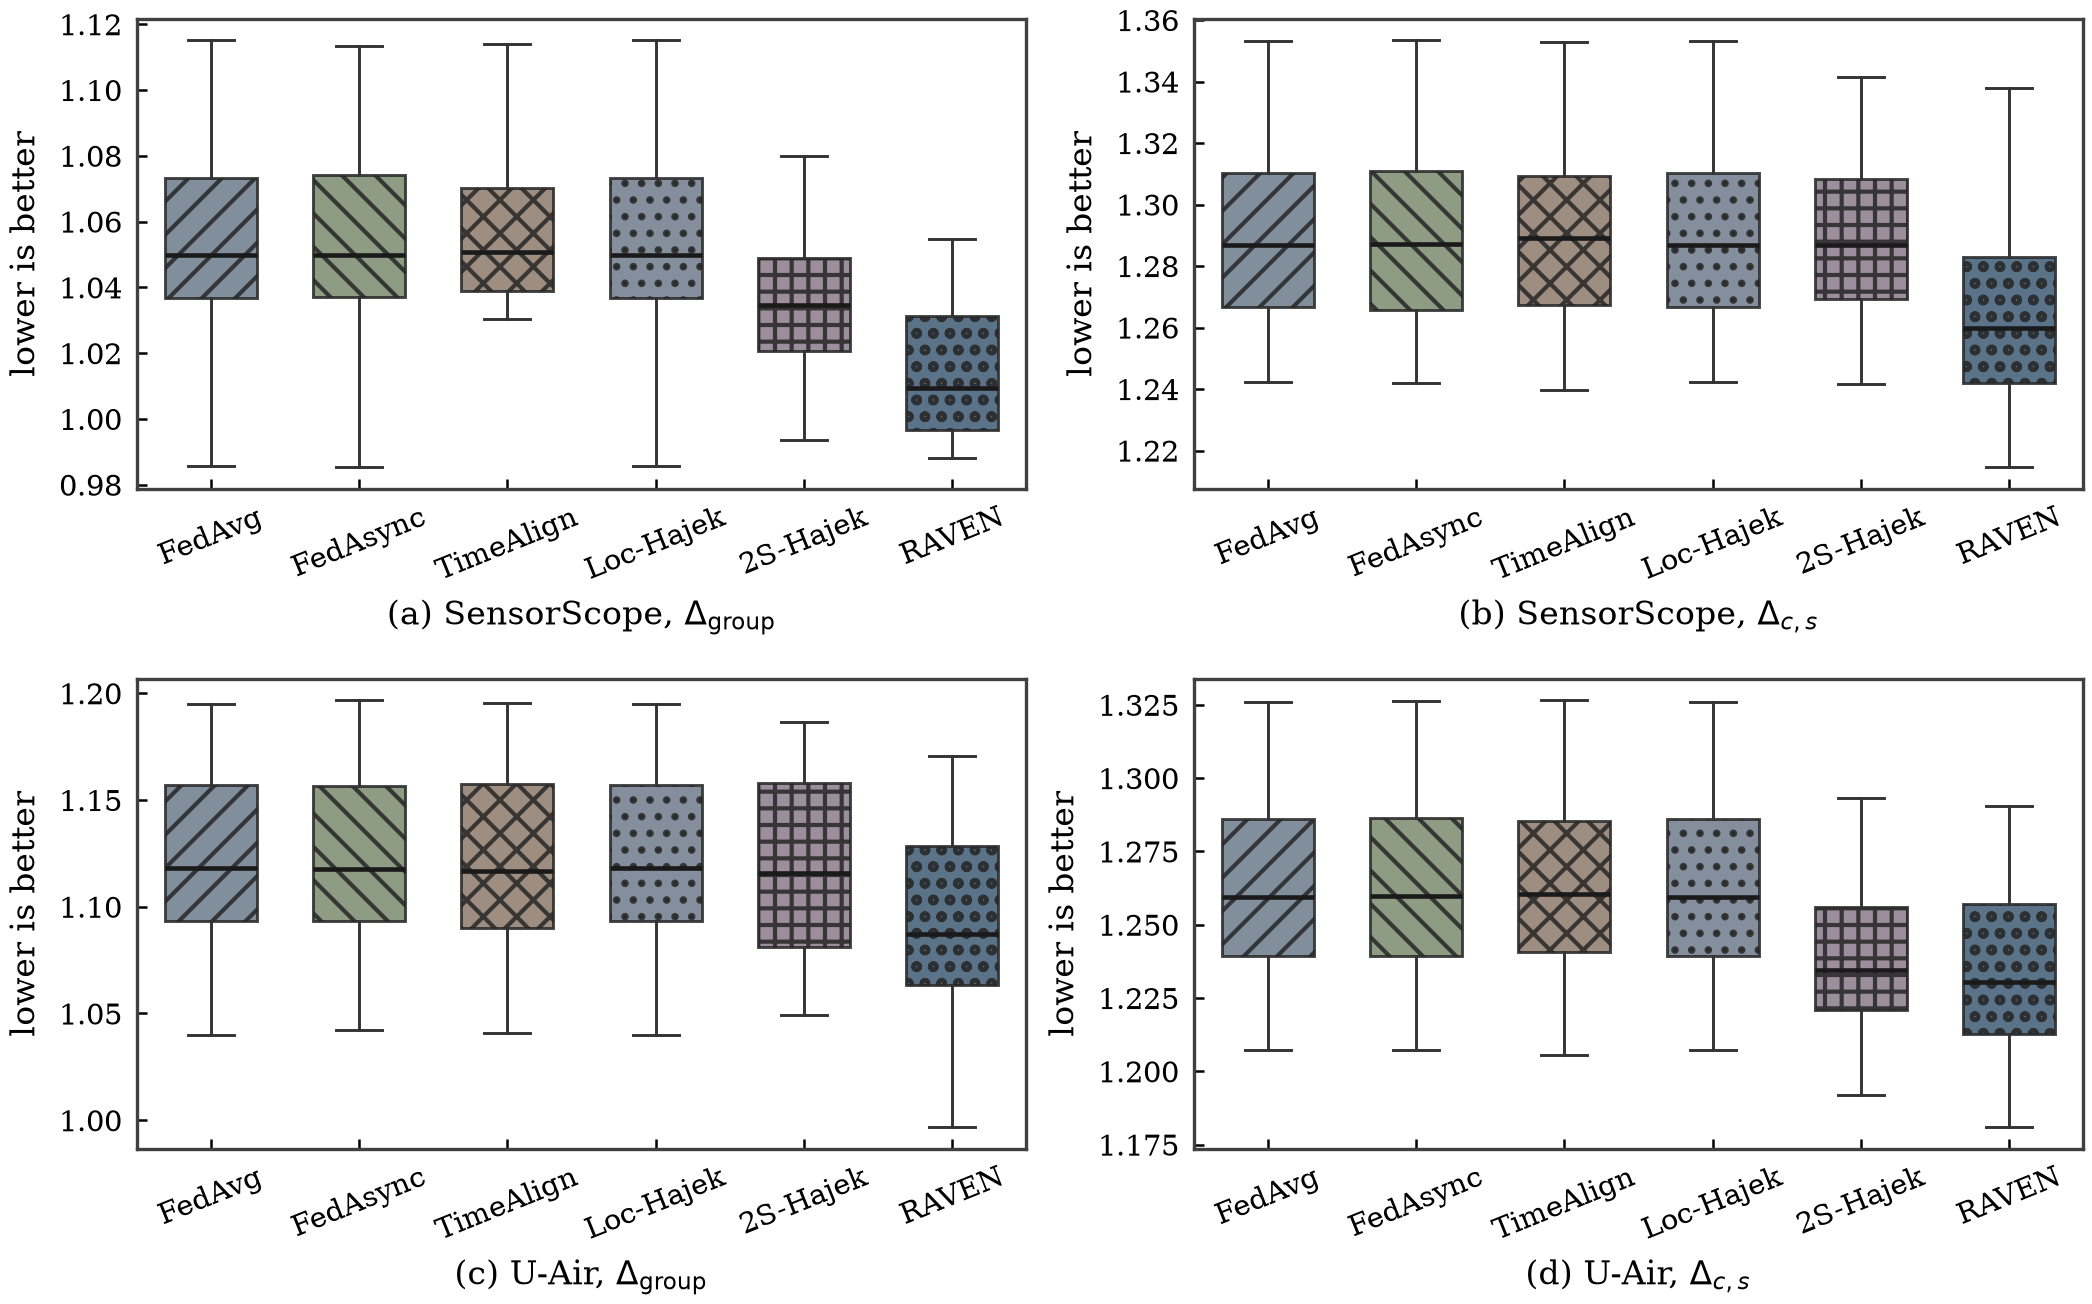 lower is better
1.12
1.10
1.08
1.06
1.04
1.02
1.00
0.98
FedAvg
FedAsync
TimeAlign
Loc-Hajek
2S-Hajek
RAVEN
(a) SensorScope, Δgroup
lower is better
1.36
1.34
1.32
1.30
1.28
1.26
1.24
1.22
FedAvg
FedAsync
TimeAlign
Loc-Hajek
2S-Hajek
RAVEN
(b) SensorScope, Δc, s
lower is better
1.20
1.15
1.10
1.05
1.00
FedAvg
FedAsync
TimeAlign
Loc-Hajek
2S-Hajek
RAVEN
(c) U-Air, Δgroup
lower is better
1.325
1.300
1.275
1.250
1.225
1.200
1.175
FedAvg
FedAsync
TimeAlign
Loc-Hajek
2S-Hajek
RAVEN
(d) U-Air, Δc, s